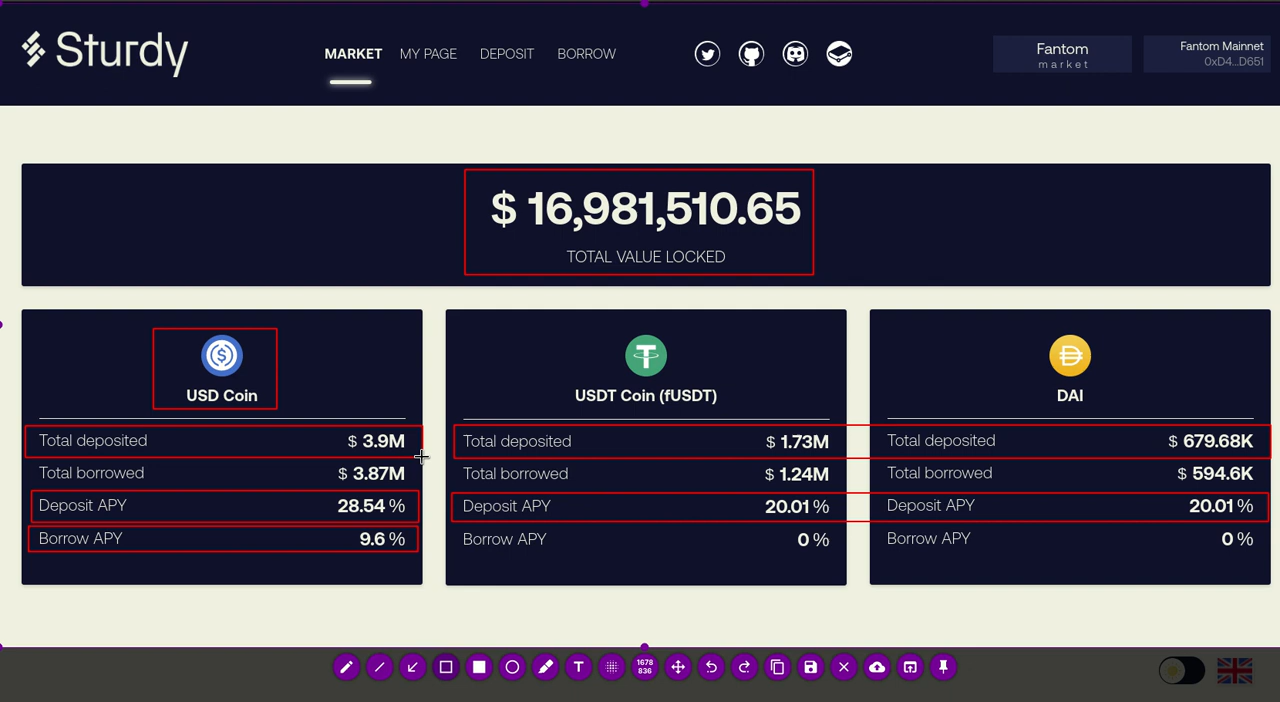 Sturdy
MARKET MY PAGE DEPOSIT BORROW
Fantom
market
Fantom Mainnet
0xD4...D651
$ 16,981,510.65
TOTAL VALUE LOCKED
USD Coin
Total deposited $ 3.9M
Total borrowed $ 3.87M
Deposit APY 28.54 %
Borrow APY 9.6 %
USDT Coin (fUSDT)
Total deposited $ 1.73M
Total borrowed $ 1.24M
Deposit APY 20.01 %
Borrow APY 0 %
DAI
Total deposited $ 679.68K
Total borrowed $ 594.6K
Deposit APY 20.01 %
Borrow APY 0 %
T
1678
836